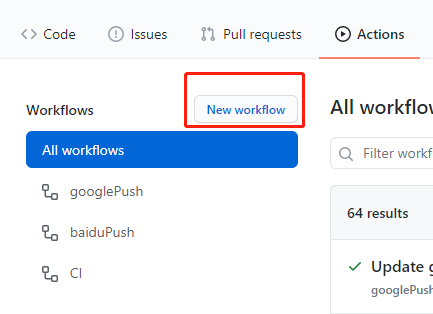 Code Issues Pull requests Actions
Workflows New workflow
All workflows
googlePush
baiduPush
CI
All workflow
Filter workf
64 results
Update g
googlePush